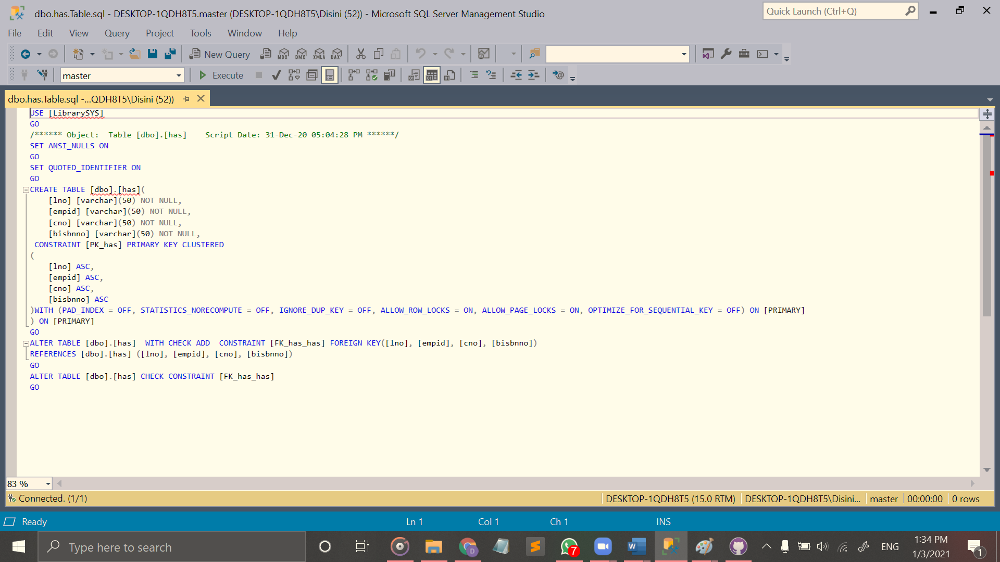 dbo.has.Table.sql - DESKTOP-1QDH8T5.master (DESKTOP-1QDH8T5\Disini (52)) - Microsoft SQL Server Management Studio
Quick Launch (Ctrl+Q)
File Edit View Query Project Tools Window Help
New Query MDX DMX XMLA DAX
master Execute
dbo.has.Table.sql -...QDH8T5\Disini (52))
USE [LibrarySYS]
GO
/****** Object:  Table [dbo].[has]    Script Date: 31-Dec-20 05:04:28 PM ******/
SET ANSI_NULLS ON
GO
SET QUOTED_IDENTIFIER ON
GO
CREATE TABLE [dbo].[has](
[lno] [varchar](50) NOT NULL,
[empid] [varchar](50) NOT NULL,
[cno] [varchar](50) NOT NULL,
[bisbnno] [varchar](50) NOT NULL,
CONSTRAINT [PK_has] PRIMARY KEY CLUSTERED
(
[lno] ASC,
[empid] ASC,
[cno] ASC,
[bisbnno] ASC
)WITH (PAD_INDEX = OFF, STATISTICS_NORECOMPUTE = OFF, IGNORE_DUP_KEY = OFF, ALLOW_ROW_LOCKS = ON, ALLOW_PAGE_LOCKS = ON, OPTIMIZE_FOR_SEQUENTIAL_KEY = OFF) ON [PRIMARY]
) ON [PRIMARY]
GO
ALTER TABLE [dbo].[has]  WITH CHECK ADD  CONSTRAINT [FK_has_has] FOREIGN KEY([lno], [empid], [cno], [bisbnno])
REFERENCES [dbo].[has] ([lno], [empid], [cno], [bisbnno])
GO
ALTER TABLE [dbo].[has] CHECK CONSTRAINT [FK_has_has]
GO
83 %
Connected. (1/1) DESKTOP-1QDH8T5 (15.0 RTM) DESKTOP-1QDH8T5\Disini... master 00:00:00 0 rows
Ready Ln 1 Col 1 Ch 1 INS
Type here to search D 7 W ENG 1:34 PM 1
1/3/2021